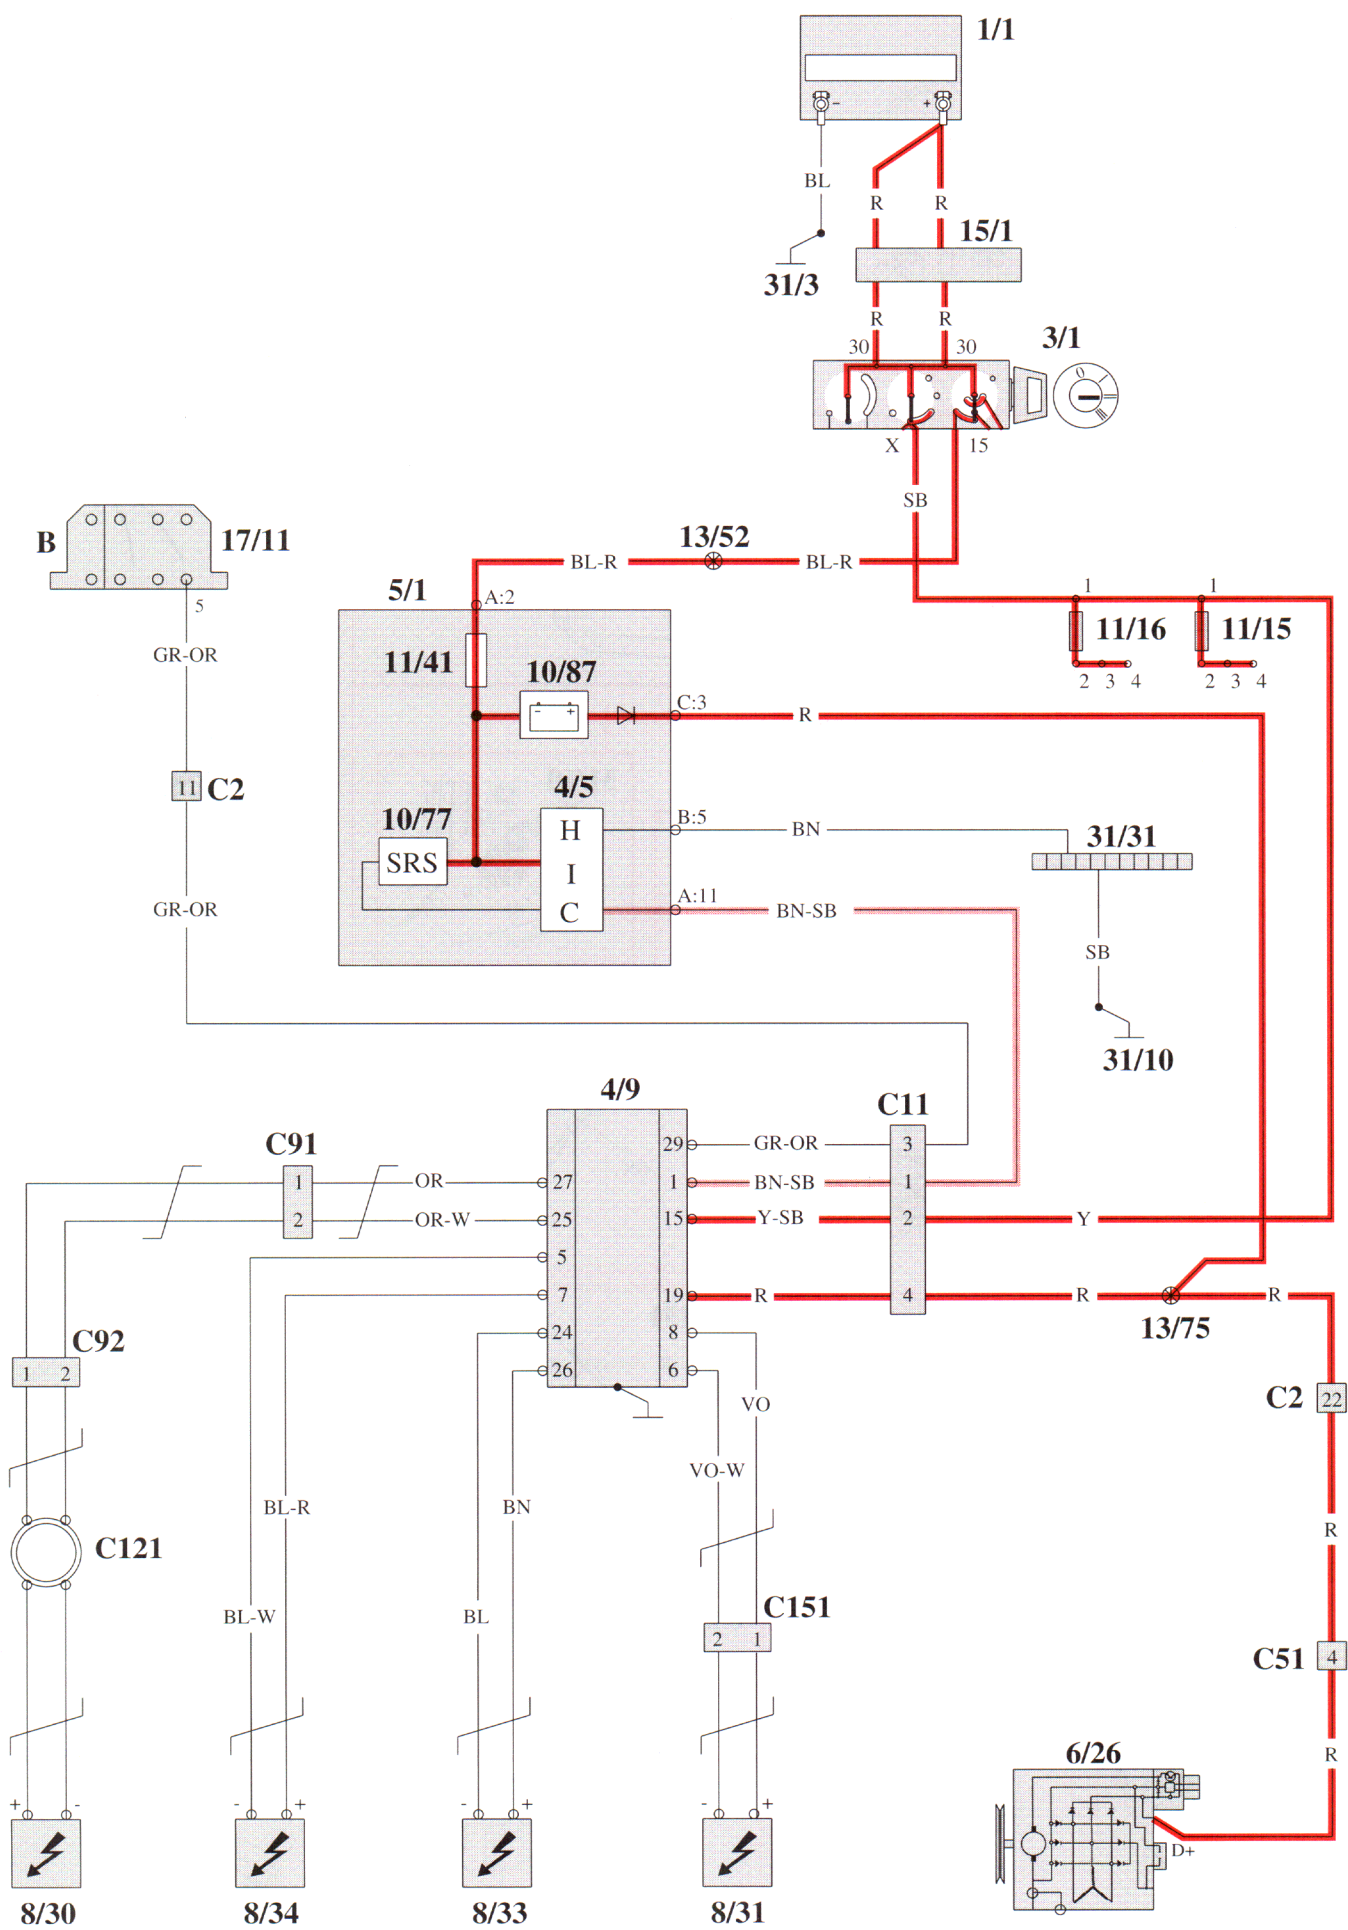 1/1
- +
BL
R R
15/1
31/3
R R
30 30
3/1
0 I II III
X 15
SB
B 17/11
5
13/52
BL-R BL-R
5/1
A:2
1 1
11/16 11/15
2 3 4 2 3 4
GR-OR
11/41
10/87
- +
C:3
R
11 C2
4/5
10/77
SRS
H
I
C
B:5
BN
31/31
A:11
BN-SB
GR-OR
SB
31/10
4/9
C11
C91
29 GR-OR 3
1 OR 27
1 BN-SB 1
2 OR-W 25
15 Y-SB 2 Y
5
7
19 R 4 R R
13/75
24
8
26
6
C92
1 2
C2 22
VO
VO-W
BL-R
BN
R
C121
BL-W
BL
C151
2 1
C51 4
R
6/26
+ - - + - + - +
D+
8/30 8/34 8/33 8/31